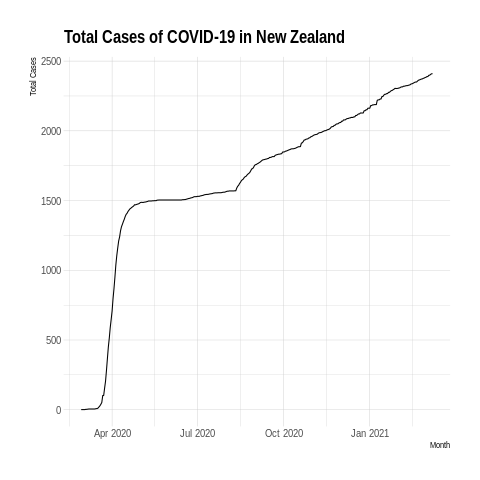 Total Cases of COVID-19 in New Zealand
Total Cases
2500
2000
1500
1000
500
0
Apr 2020 Jul 2020 Oct 2020 Jan 2021
Month